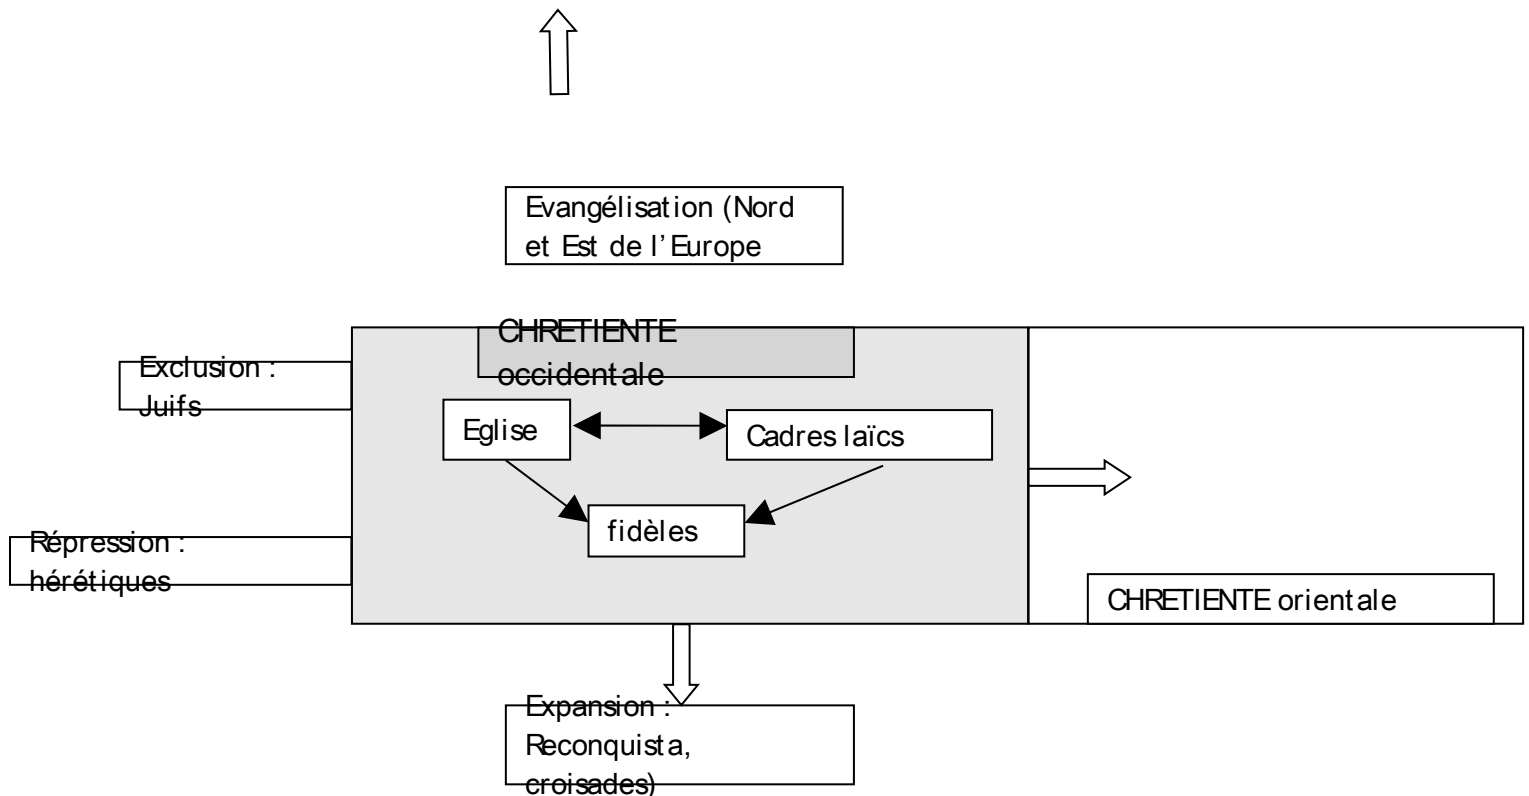 Evangélisation (Nord
et Est de l’Europe
CHRETIENTE
occidentale
Exclusion :
Juifs
Eglise
Cadres laïcs
fidèles
Répression :
hérétiques
CHRETIENTE orientale
Expansion :
Reconquista,
croisades)